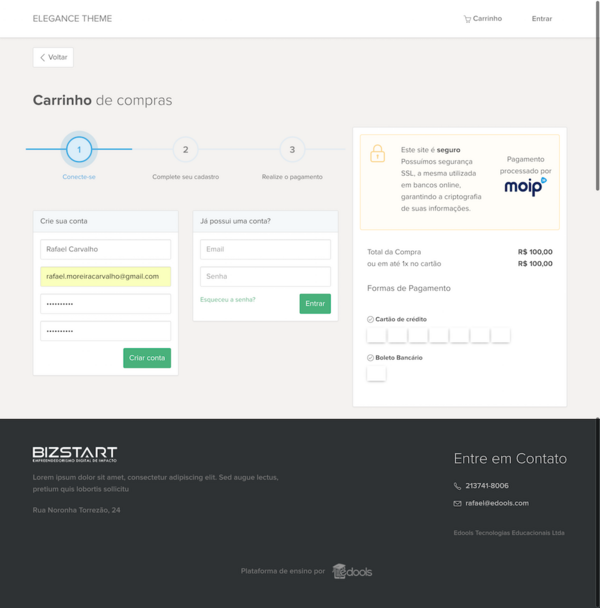 ELEGANCE THEME
Carrinho
Entrar
Voltar
Carrinho de compras
1
2
3
Conecte-se
Complete seu cadastro
Realize o pagamento
Crie sua conta
Rafael Carvalho
rafael.moreiracarvalho@gmail.com
••••••••••
••••••••••
Criar conta
Já possui uma conta?
Email
Senha
Esqueceu a senha?
Entrar
Este site é seguro
Possuimos segurança
SSL, a mesma utilizada
em bancos online,
garantindo a criptografia
de suas informações.
Pagamento
processado por
moip
Total da Compra
R$ 100,00
ou em até 1x no cartão
R$ 100,00
Formas de Pagamento
Cartão de crédito
Boleto Bancário
BIZSTART
EMPREENDEDORISMO DIGITAL DE IMPACTO
Lorem ipsum dolor sit amet, consectetur adipiscing elit. Sed augue lectus,
pretium quis lobortis sollicitu
Rua Noronha Torrezão, 24
Entre em Contato
213741-8006
rafael@edools.com
Edools Tecnologias Educacionais Ltda
Plataforma de ensino por
edools